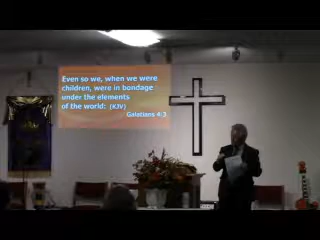 Even so we, when we were
children, were in bondage
under the elements
of the world: (KJV)
Galatians 4:3